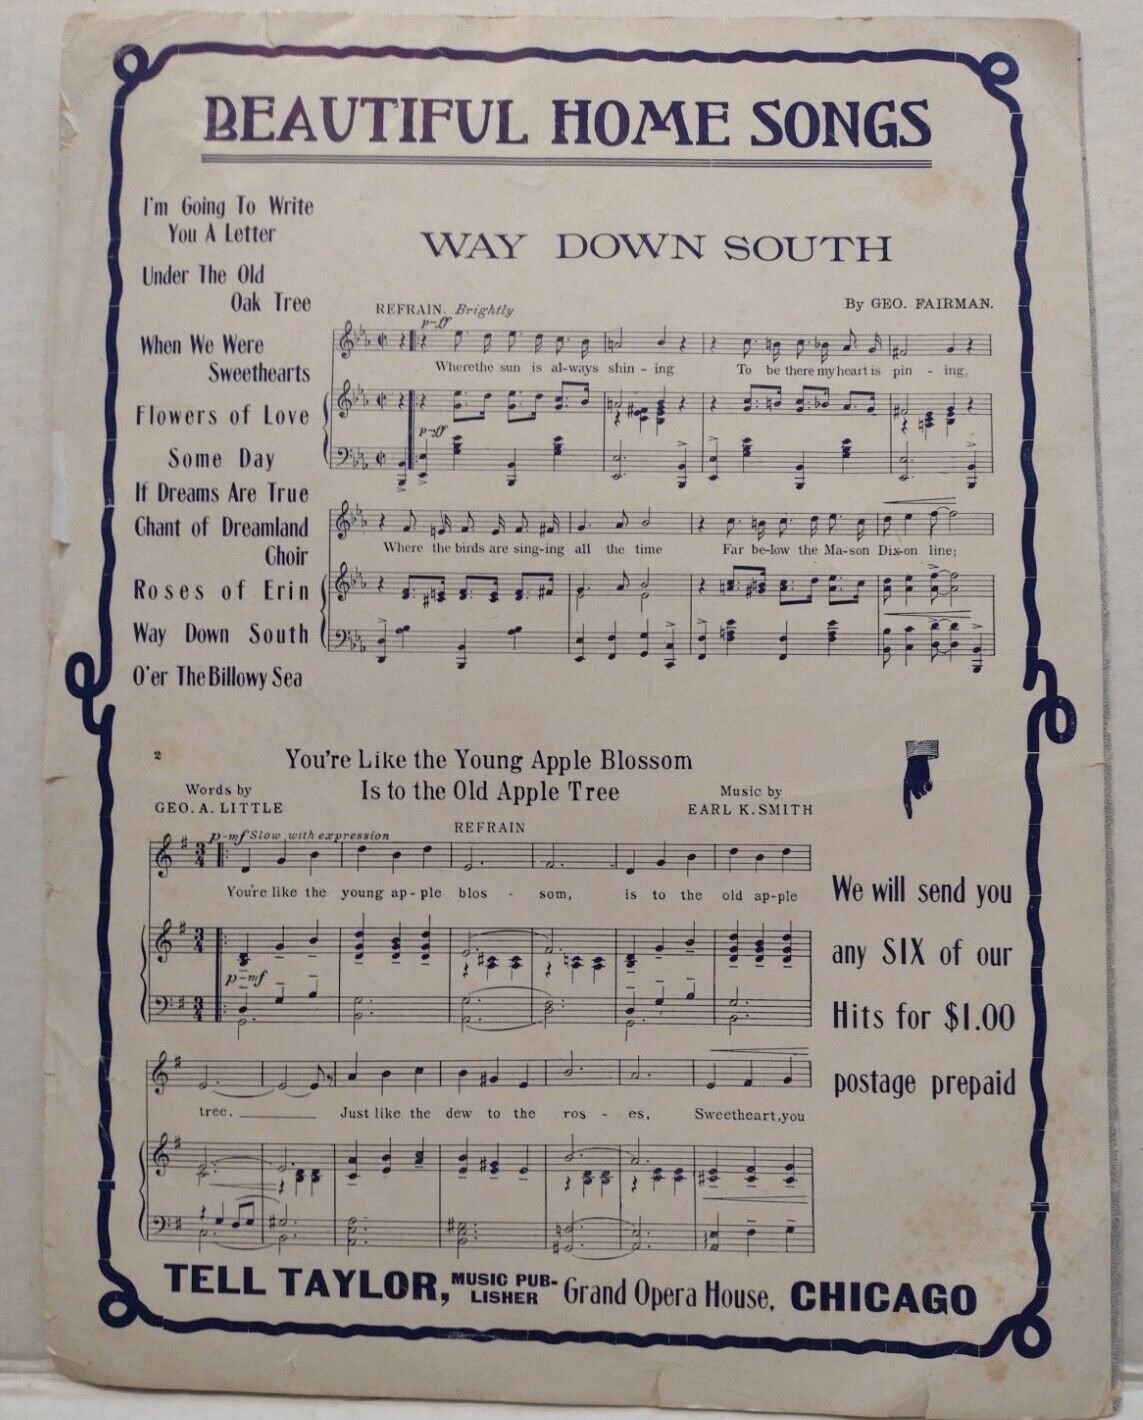 BEAUTIFUL HOME SONGS
I'm Going To Write
You A Letter
Under The Old
Oak Tree
When We Were
Sweethearts
Flowers of Love
Some Day
If Dreams Are True
Chant of Dreamland
Choir
Roses of Erin
Way Down South
O'er The Billowy Sea
WAY DOWN SOUTH
REFRAIN. Brightly
By GEO. FAIRMAN.
p-ff
Where the sun is al-ways shin - ing To be there my heart is pin - ing,
p-ff
Where the birds are sing-ing all the time Far be-low the Ma-son Dix-on line;
2
You're Like the Young Apple Blossom
Is to the Old Apple Tree
Words by
GEO. A. LITTLE
Music by
EARL K. SMITH
REFRAIN
p-mf Slow with expression
You're like the young ap-ple blos - som, is to the old ap-ple
p-mf
tree. Just like the dew to the ros - es, Sweetheart, you
We will send you
any SIX of our
Hits for $1.00
postage prepaid
TELL TAYLOR, MUSIC PUB-
LISHER Grand Opera House, CHICAGO